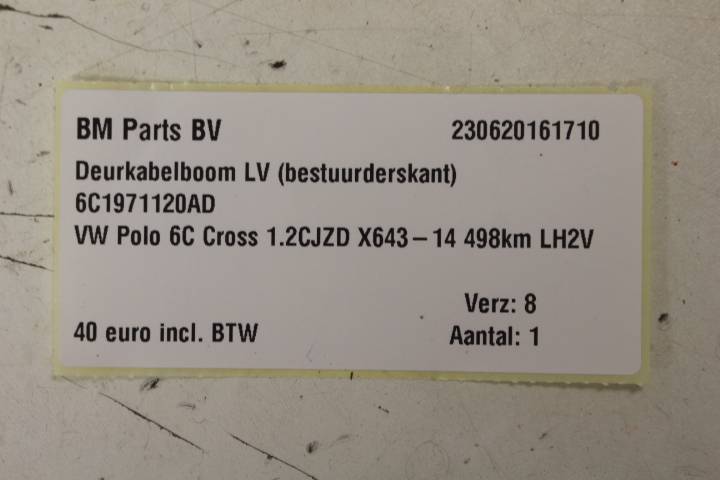 BM Parts BV 230620161710
Deurkabelboom LV (bestuurderskant)
6C1971120AD
VW Polo 6C Cross 1.2CJZD X643-14 498km LH2V
Verz: 8
40 euro incl. BTW Aantal: 1